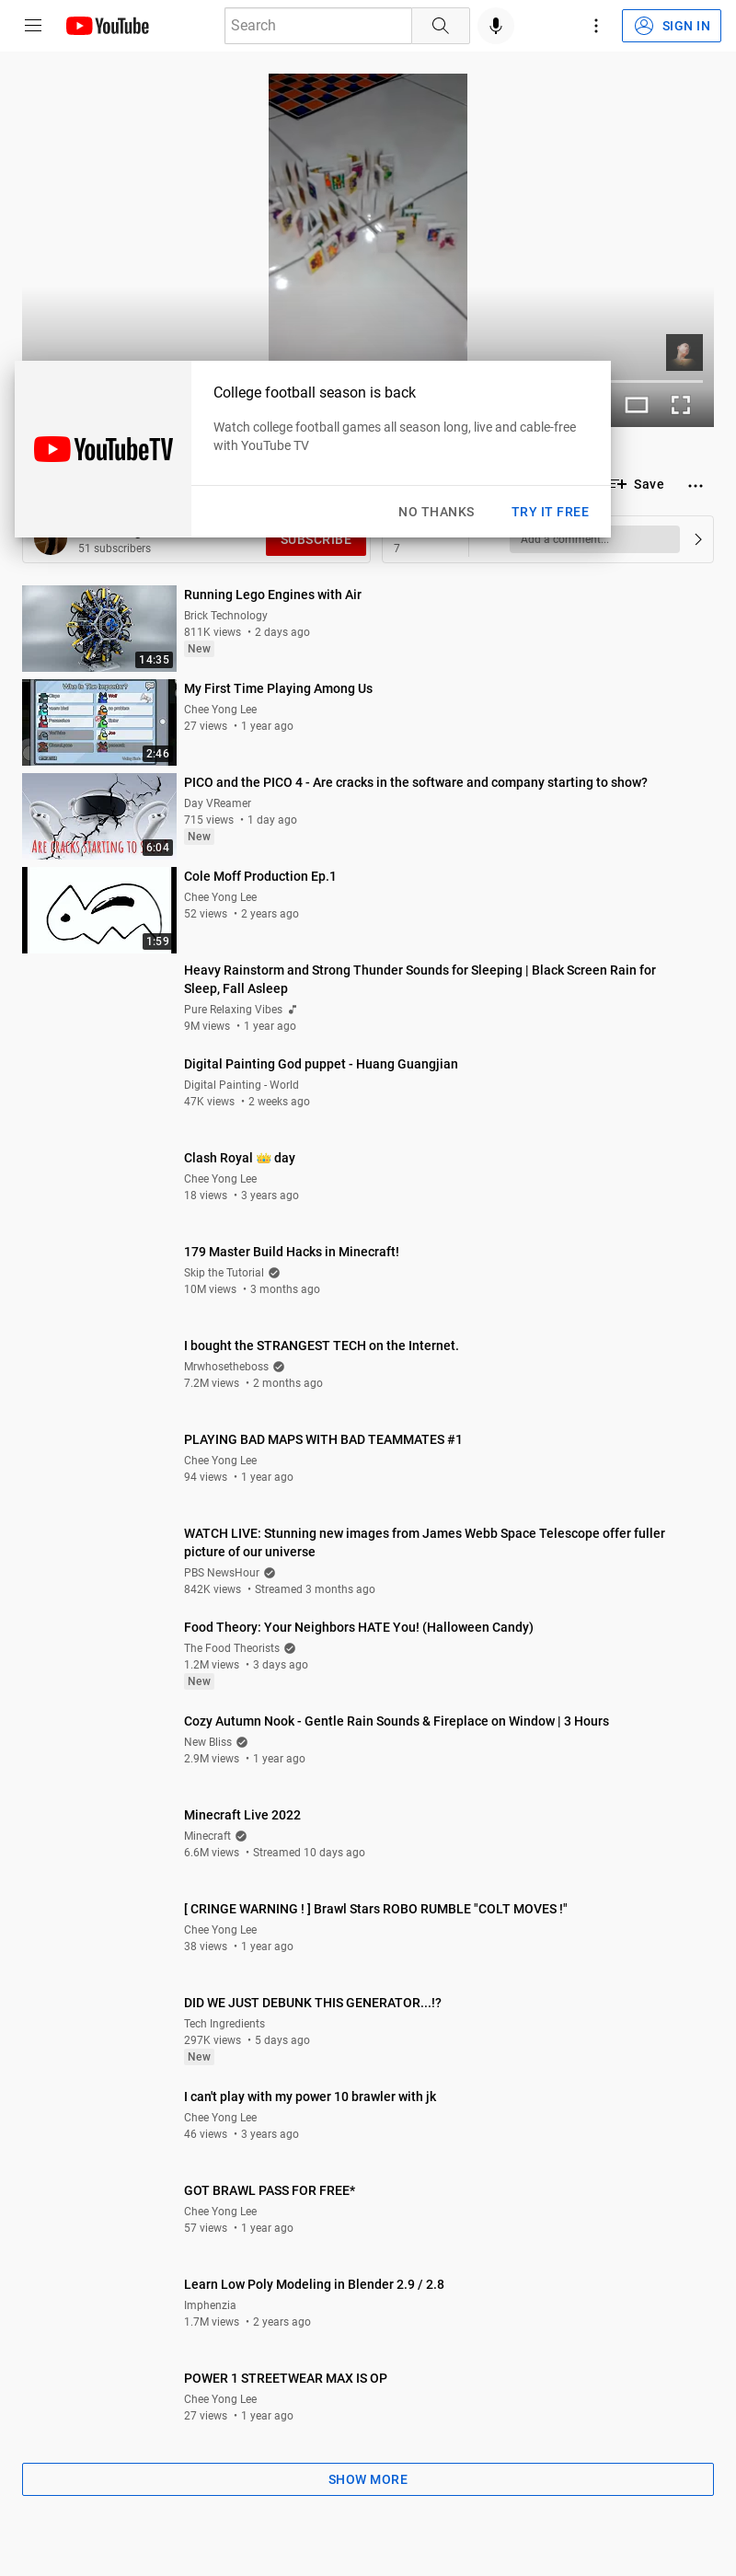 YouTube
Search
SIGN IN
YouTubeTV
College football season is back
Watch college football games all season long, live and cable-free
with YouTube TV
NO THANKS
TRY IT FREE
Save
51 subscribers
SUBSCRIBE
7
Add a comment...
14:35
Running Lego Engines with Air
Brick Technology
811K views • 2 days ago
New
2:46
My First Time Playing Among Us
Chee Yong Lee
27 views • 1 year ago
ARE CRACKS STARTING TO
6:04
PICO and the PICO 4 - Are cracks in the software and company starting to show?
Day VReamer
715 views • 1 day ago
New
1:59
Cole Moff Production Ep.1
Chee Yong Lee
52 views • 2 years ago
Heavy Rainstorm and Strong Thunder Sounds for Sleeping | Black Screen Rain for
Sleep, Fall Asleep
Pure Relaxing Vibes
9M views • 1 year ago
Digital Painting God puppet - Huang Guangjian
Digital Painting - World
47K views • 2 weeks ago
Clash Royal 👑 day
Chee Yong Lee
18 views • 3 years ago
179 Master Build Hacks in Minecraft!
Skip the Tutorial
10M views • 3 months ago
I bought the STRANGEST TECH on the Internet.
Mrwhosetheboss
7.2M views • 2 months ago
PLAYING BAD MAPS WITH BAD TEAMMATES #1
Chee Yong Lee
94 views • 1 year ago
WATCH LIVE: Stunning new images from James Webb Space Telescope offer fuller
picture of our universe
PBS NewsHour
842K views • Streamed 3 months ago
Food Theory: Your Neighbors HATE You! (Halloween Candy)
The Food Theorists
1.2M views • 3 days ago
New
Cozy Autumn Nook - Gentle Rain Sounds & Fireplace on Window | 3 Hours
New Bliss
2.9M views • 1 year ago
Minecraft Live 2022
Minecraft
6.6M views • Streamed 10 days ago
[ CRINGE WARNING ! ] Brawl Stars ROBO RUMBLE "COLT MOVES !"
Chee Yong Lee
38 views • 1 year ago
DID WE JUST DEBUNK THIS GENERATOR...!?
Tech Ingredients
297K views • 5 days ago
New
I can't play with my power 10 brawler with jk
Chee Yong Lee
46 views • 3 years ago
GOT BRAWL PASS FOR FREE*
Chee Yong Lee
57 views • 1 year ago
Learn Low Poly Modeling in Blender 2.9 / 2.8
Imphenzia
1.7M views • 2 years ago
POWER 1 STREETWEAR MAX IS OP
Chee Yong Lee
27 views • 1 year ago
SHOW MORE